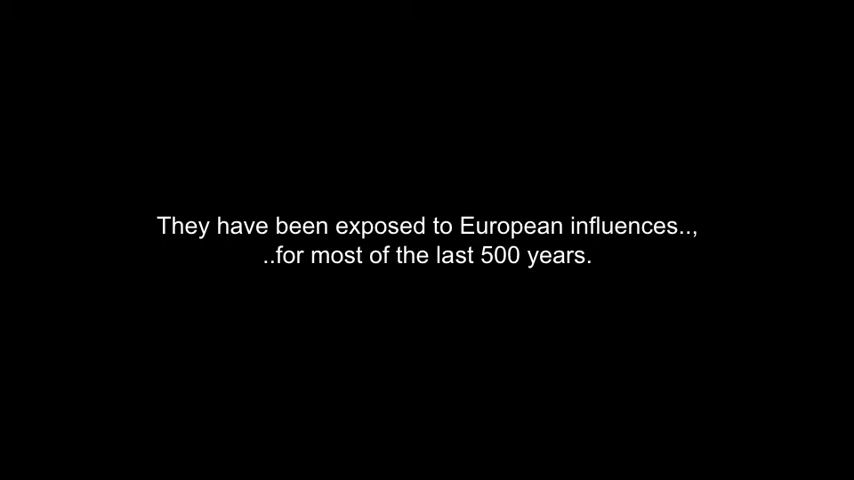 They have been exposed to European influences..,
..for most of the last 500 years.